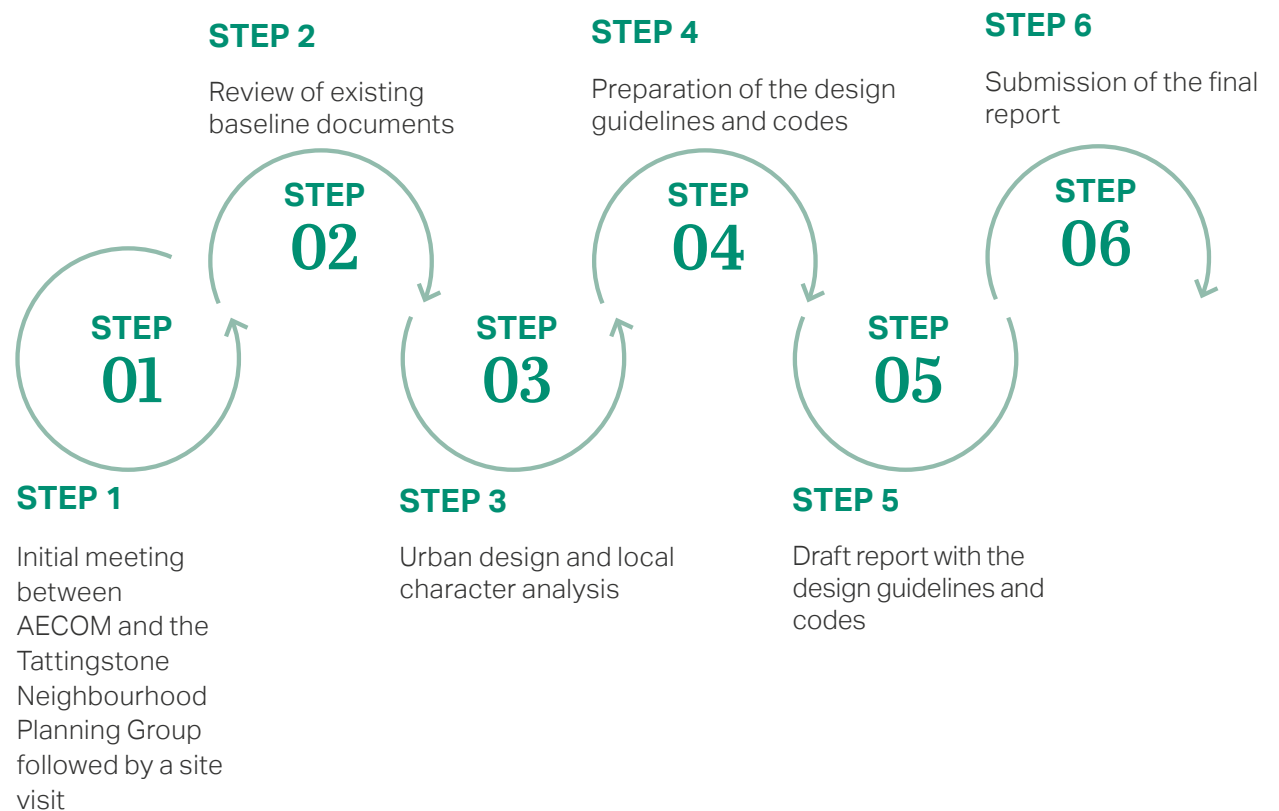 STEP 2
Review of existing
baseline documents
STEP 4
Preparation of the design
guidelines and codes
STEP 6
Submission of the final
report
STEP
01
STEP
02
STEP
03
STEP
04
STEP
05
STEP
06
STEP 1
Initial meeting
between
AECOM and the
Tattingstone
Neighbourhood
Planning Group
followed by a site
visit
STEP 3
Urban design and local
character analysis
STEP 5
Draft report with the
design guidelines and
codes